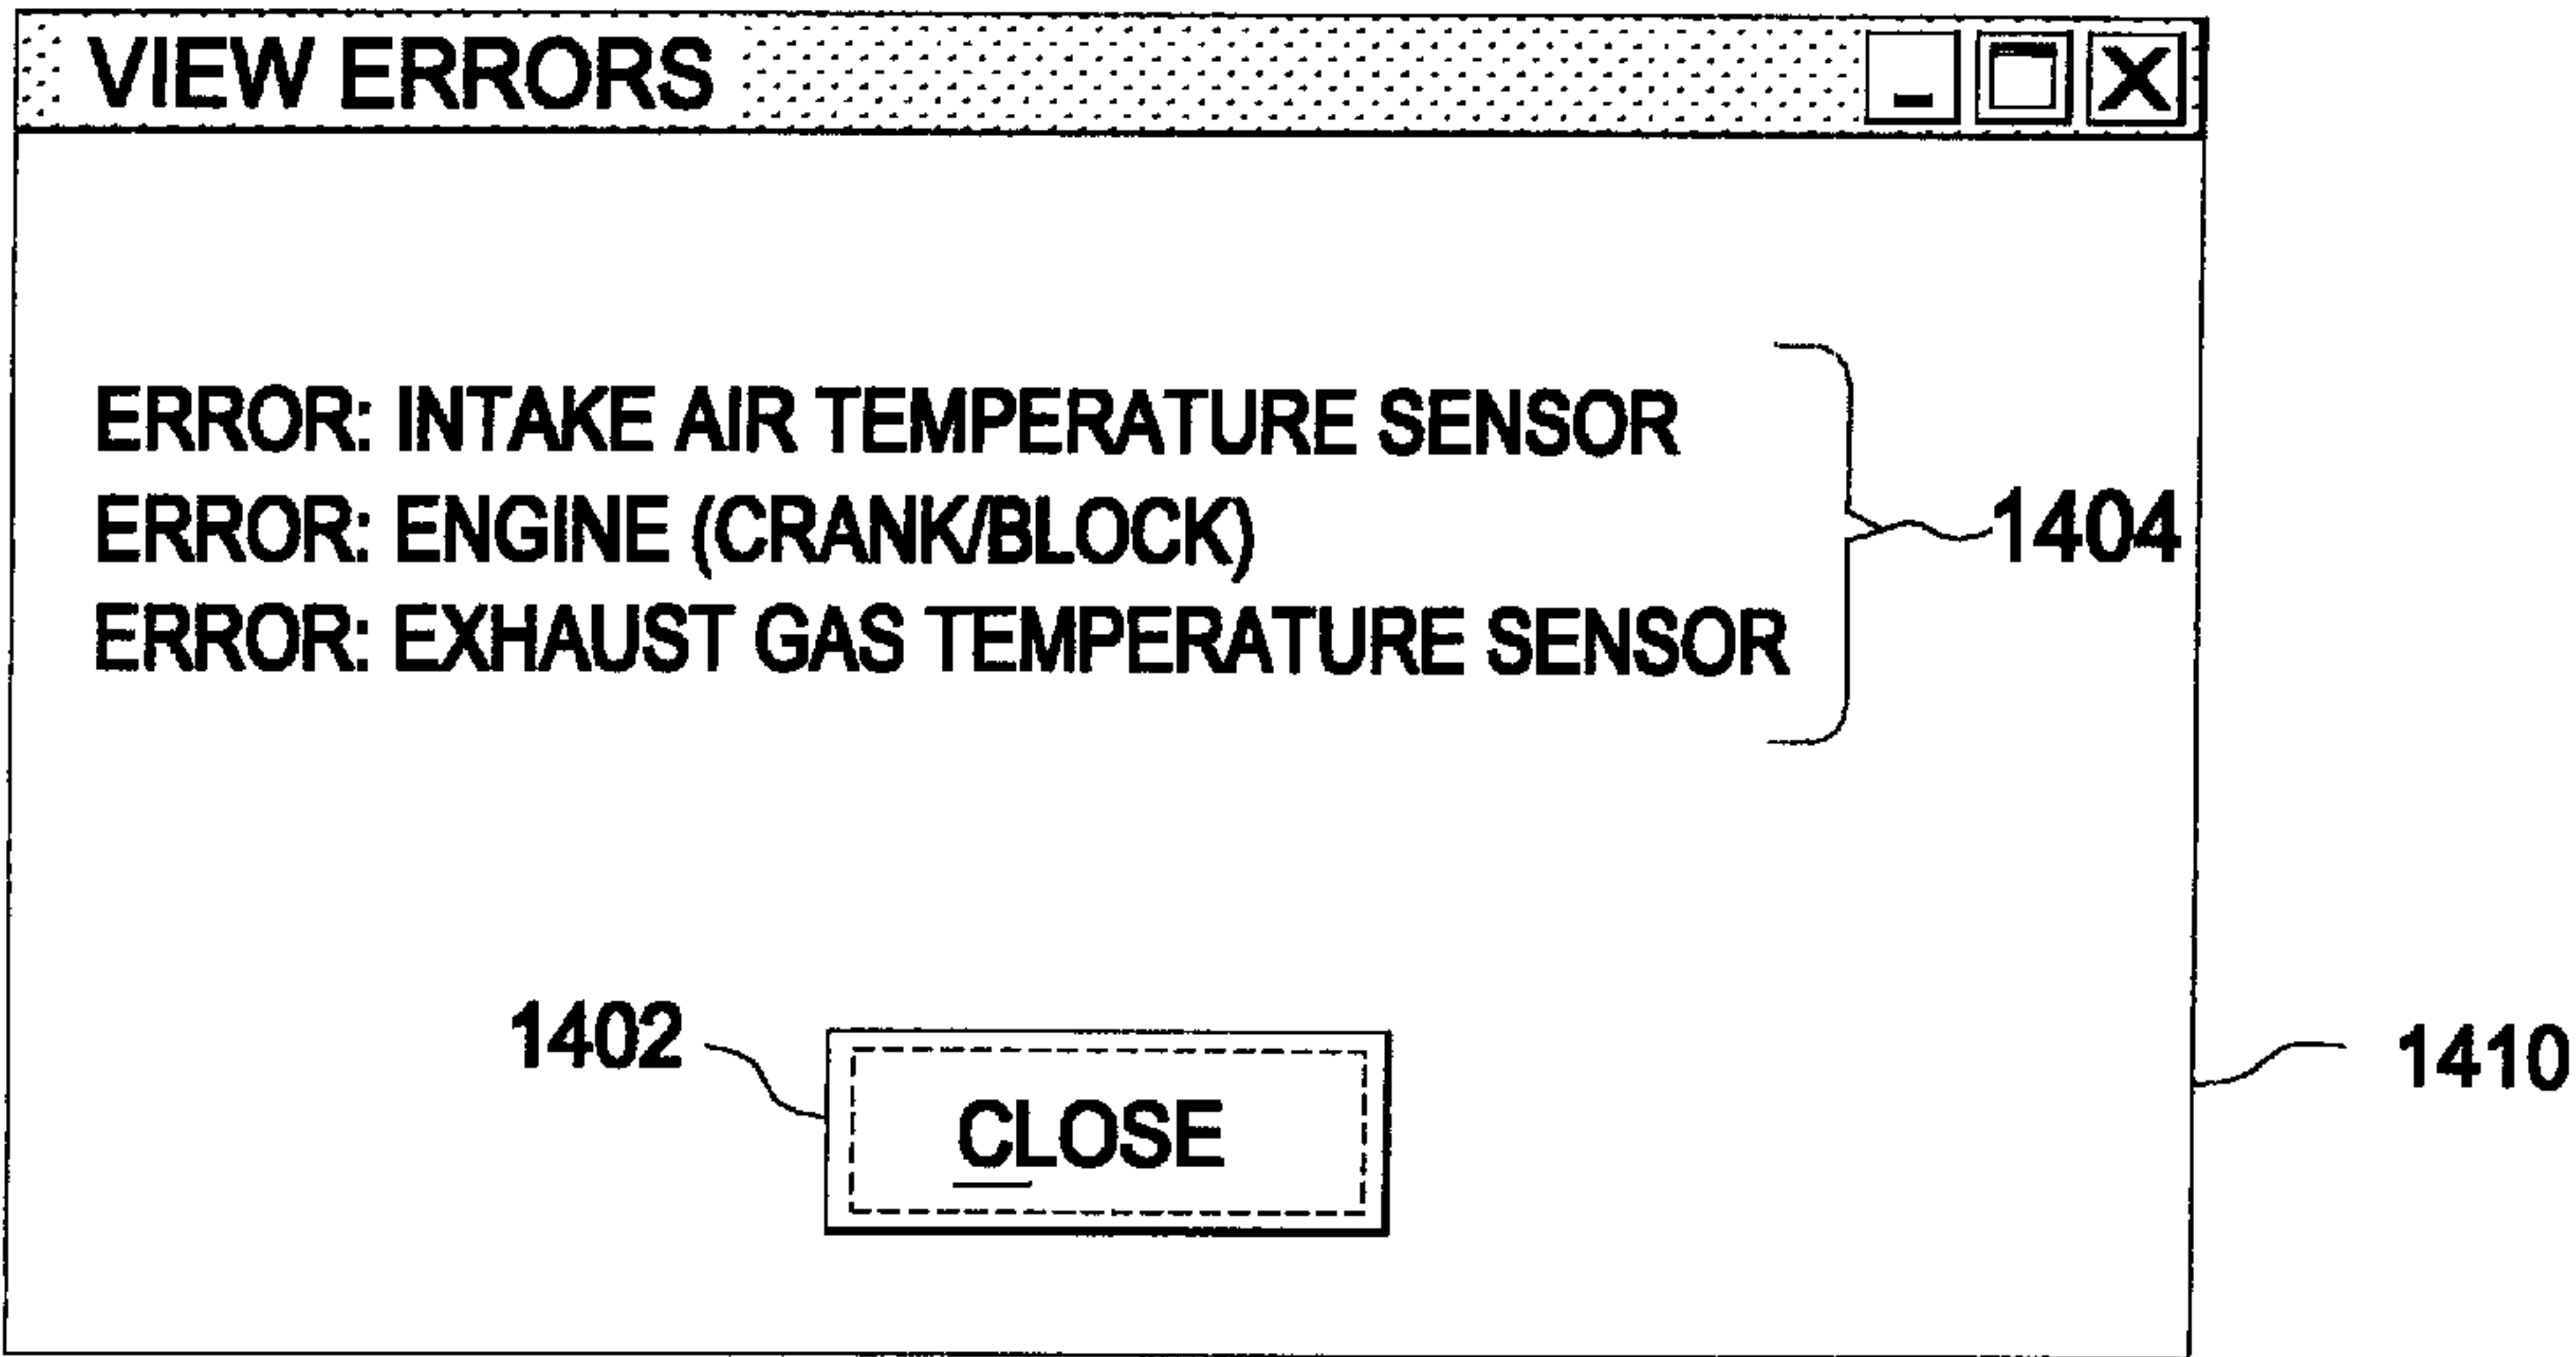 VIEW ERRORS
ERROR: INTAKE AIR TEMPERATURE SENSOR
ERROR: ENGINE (CRANK/BLOCK)
ERROR: EXHAUST GAS TEMPERATURE SENSOR
1404
1402
CLOSE
1410